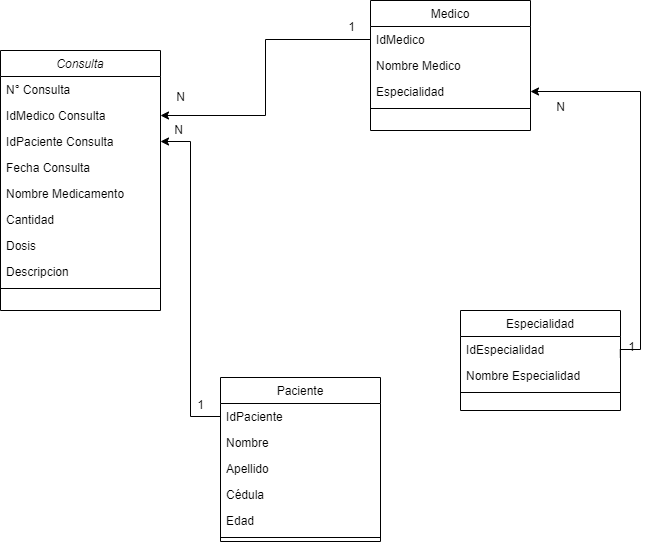 Consulta
N° Consulta
IdMedico Consulta
IdPaciente Consulta
Fecha Consulta
Nombre Medicamento
Cantidad
Dosis
Descripcion
N
N
1
Medico
IdMedico
Nombre Medico
Especialidad
N
Especialidad
IdEspecialidad
Nombre Especialidad
1
1
Paciente
IdPaciente
Nombre
Apellido
Cédula
Edad